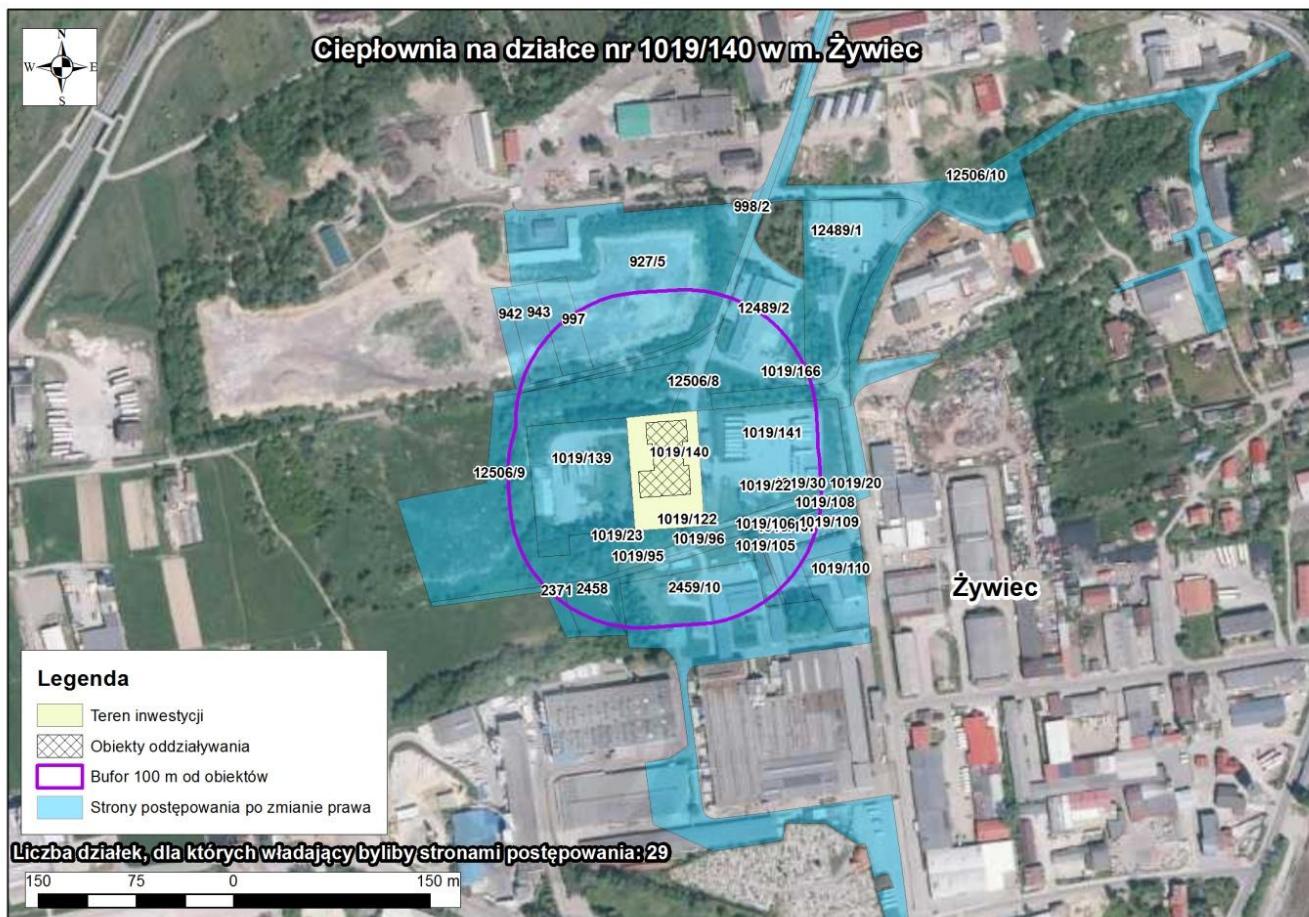 Ciepłownia na działce nr 1019/140 w m. Żywiec
N
W E
S
12506/10
998/2
12489/1
927/5
942 943
997
12489/2
1019/166
12506/8
1019/141
1019/140
1019/139
12506/9
1019/22
1019/30
1019/20
1019/108
1019/122
1019/106
1019/109
1019/23
1019/96
1019/105
1019/95
1019/110
2371 2458
2459/10
Żywiec
Legenda
Teren inwestycji
Obiekty oddziaływania
Bufor 100 m od obiektów
Strony postępowania po zmianie prawa
Liczba działek, dla których władający byliby stronami postępowania: 29
150 75 0 150 m